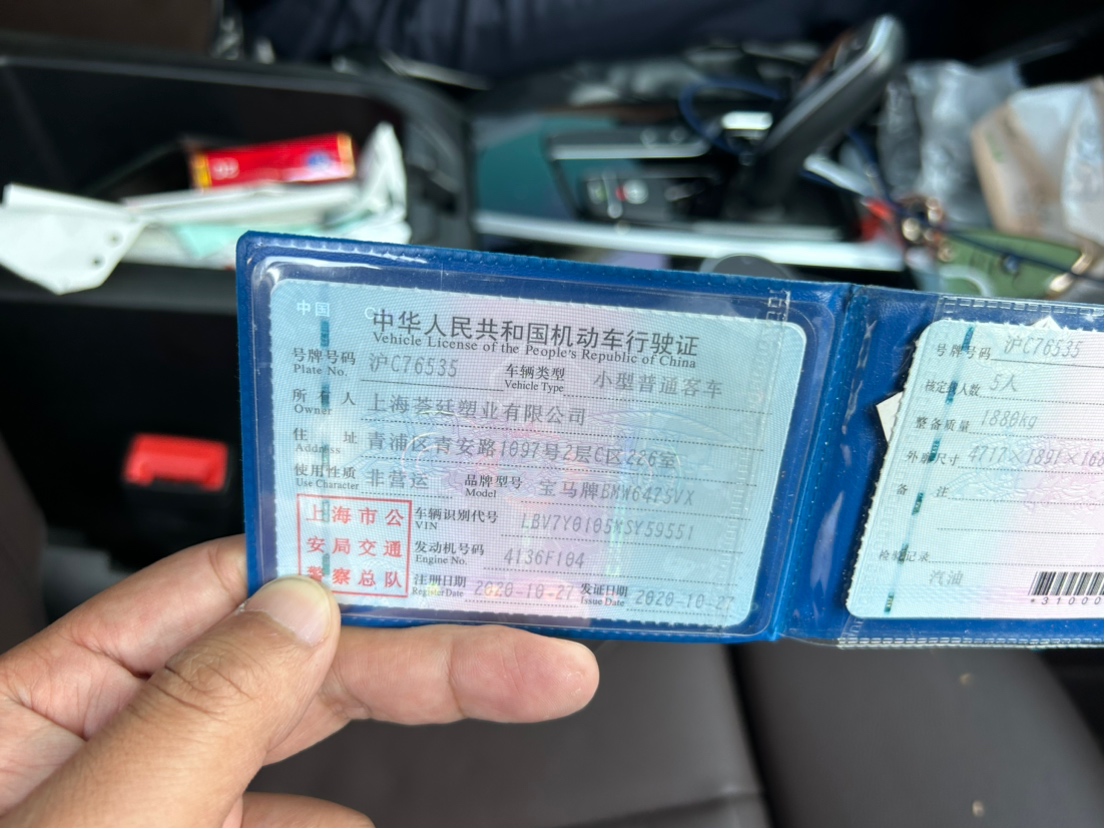 中国
中华人民共和国机动车行驶证
Vehicle License of the People's Republic of China
号牌号码 沪C76535 车辆类型 小型普通客车
Plate No. Vehicle Type
所有人 上海荟廷塑业有限公司
Owner
住址 青浦区青安路1097号2层C区226室
Address
使用性质 非营运 品牌型号 宝马牌BMW6475VX
Use Character Model
上海市公
安局交通
警察总队
车辆识别代号 LBV7Y0105KSY59551
VIN
发动机号码 4136F104
Engine No.
注册日期 2020-10-27 发证日期 2020-10-27
Register Date Issue Date
号牌号码 沪C76535
核定载人数 5人
整备质量 1880kg
外廓尺寸 4717×1891×168
备注
检验记录
汽油
*31000